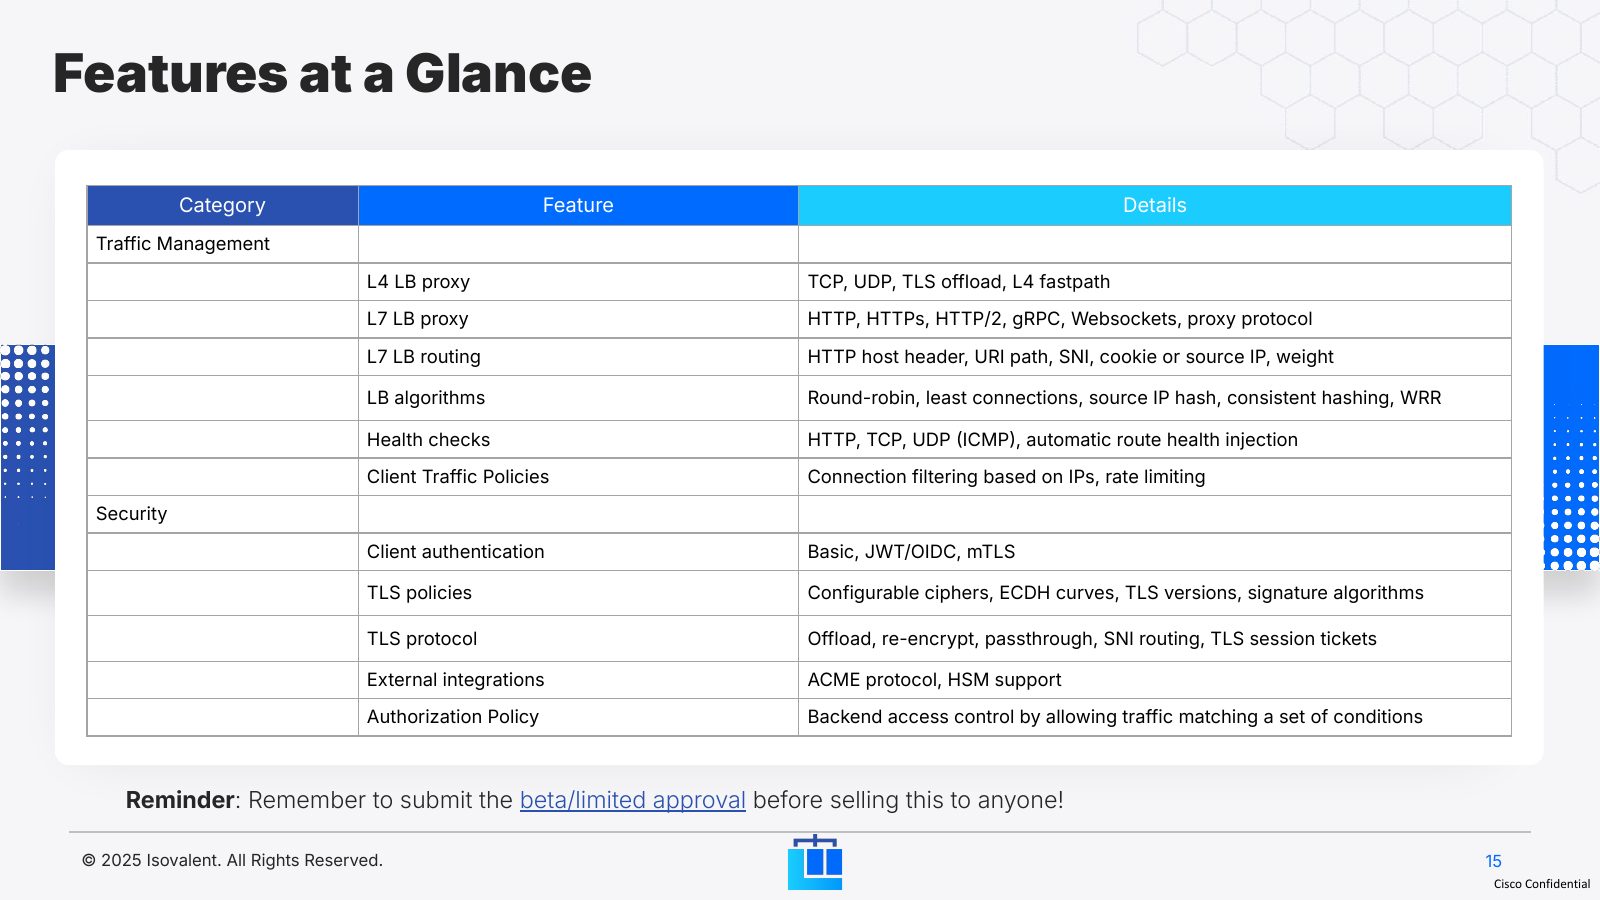 Features at a Glance
Category Feature Details
Traffic Management
L4 LB proxy TCP, UDP, TLS offload, L4 fastpath
L7 LB proxy HTTP, HTTPs, HTTP/2, gRPC, Websockets, proxy protocol
L7 LB routing HTTP host header, URI path, SNI, cookie or source IP, weight
LB algorithms Round-robin, least connections, source IP hash, consistent hashing, WRR
Health checks HTTP, TCP, UDP (ICMP), automatic route health injection
Client Traffic Policies Connection filtering based on IPs, rate limiting
Security
Client authentication Basic, JWT/OIDC, mTLS
TLS policies Configurable ciphers, ECDH curves, TLS versions, signature algorithms
TLS protocol Offload, re-encrypt, passthrough, SNI routing, TLS session tickets
External integrations ACME protocol, HSM support
Authorization Policy Backend access control by allowing traffic matching a set of conditions
Reminder: Remember to submit the beta/limited approval before selling this to anyone!
© 2025 Isovalent. All Rights Reserved.
15
Cisco Confidential